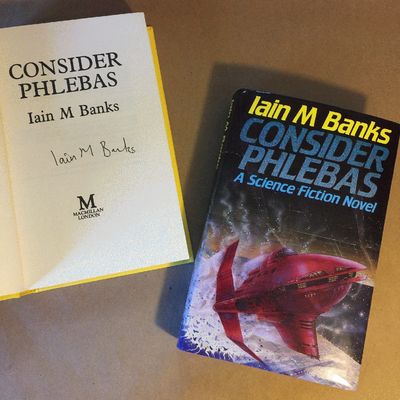 CONSIDER
PHLEBAS
Iain M Banks
Iain M Banks
M
MACMILLAN
LONDON
Iain M Banks
CONSIDER
PHLEBAS
A Science Fiction Novel